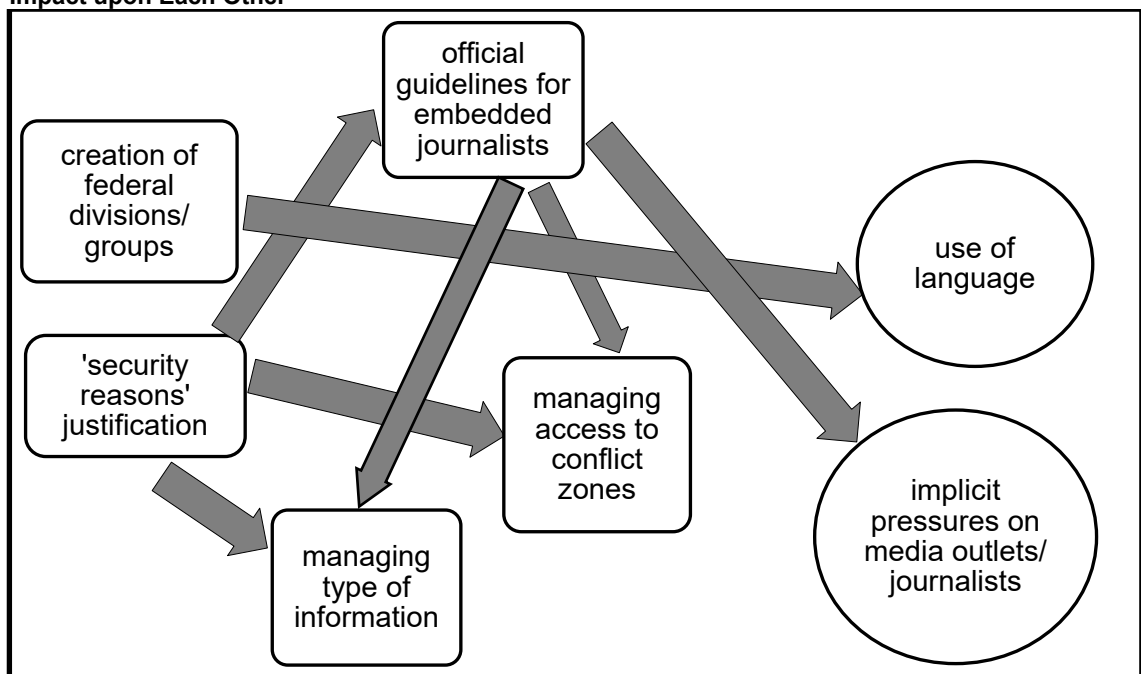 Impact upon Each Other
official
guidelines for
embedded
journalists
creation of
federal
divisions/
groups
use of
language
'security
reasons'
justification
managing
access to
conflict
zones
implicit
pressures on
media outlets/
journalists
managing
type of
information